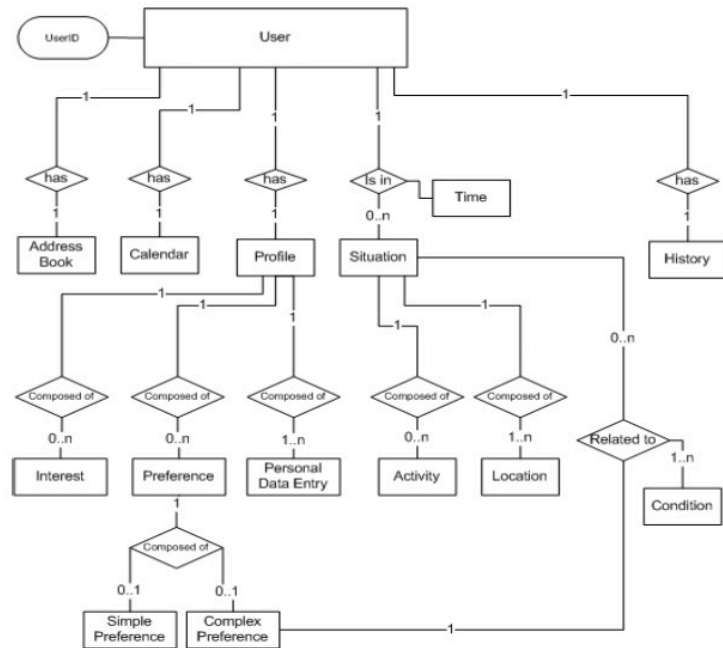 UserID
User
1
1
1
1
1
has
has
has
Is in
has
Time
1
1
1
0..n
1
Address
Book
Calendar
Profile
Situation
History
1
1
1
1
1
0..n
Composed of
Composed of
Composed of
Composed of
Composed of
Related to
0..n
0..n
1..n
0..n
1..n
1..n
Interest
Preference
Personal
Data Entry
Activity
Location
Condition
1
Composed of
0..1
0..1
Simple
Preference
Complex
Preference
1